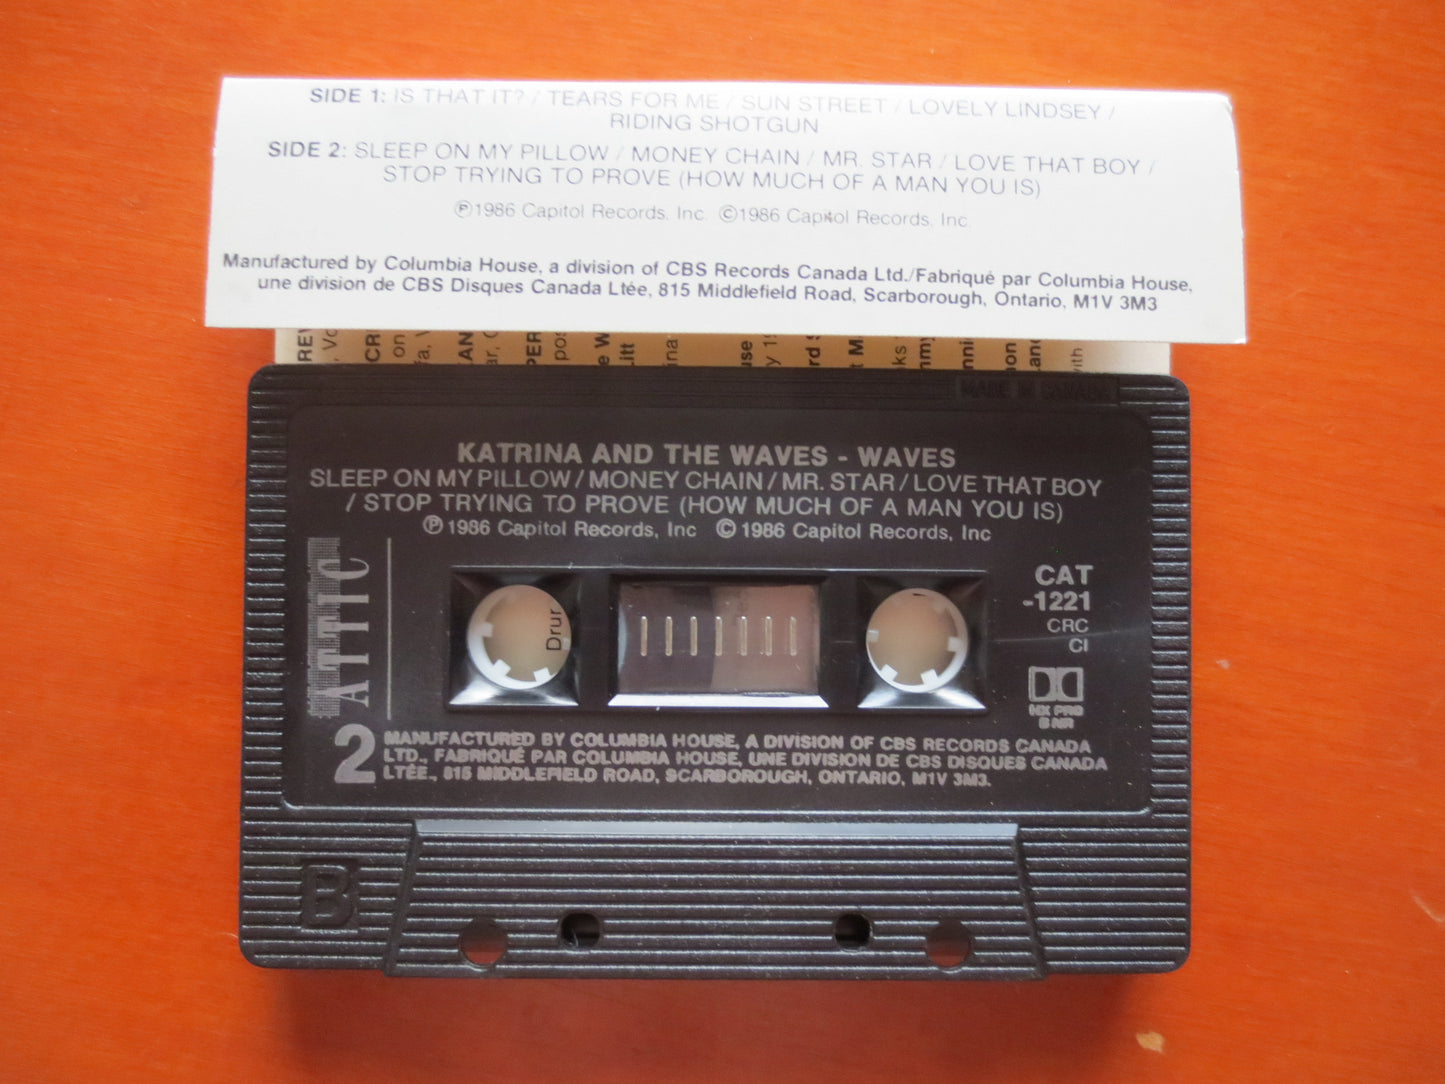 SIDE 1: IS THAT IT? / TEARS FOR ME / SUN STREET / LOVELY LINDSEY /
RIDING SHOTGUN
SIDE 2: SLEEP ON MY PILLOW / MONEY CHAIN / MR. STAR / LOVE THAT BOY /
STOP TRYING TO PROVE (HOW MUCH OF A MAN YOU IS)
℗1986 Capitol Records, Inc. ©1986 Capitol Records, Inc.
Manufactured by Columbia House, a division of CBS Records Canada Ltd./Fabriqué par Columbia House,
une division de CBS Disques Canada Ltée, 815 Middlefield Road, Scarborough, Ontario, M1V 3M3
MADE IN CANADA
KATRINA AND THE WAVES - WAVES
SLEEP ON MY PILLOW / MONEY CHAIN / MR. STAR / LOVE THAT BOY
/ STOP TRYING TO PROVE (HOW MUCH OF A MAN YOU IS)
℗ 1986 Capitol Records, Inc © 1986 Capitol Records, Inc
ATTIC
Drur
CAT
-1221
CRC
CI
HX PRO
B NR
2
MANUFACTURED BY COLUMBIA HOUSE, A DIVISION OF CBS RECORDS CANADA
LTD., FABRIQUÉ PAR COLUMBIA HOUSE, UNE DIVISION DE CBS DISQUES CANADA
LTÉE., 815 MIDDLEFIELD ROAD, SCARBOROUGH, ONTARIO, M1V 3M3.
B